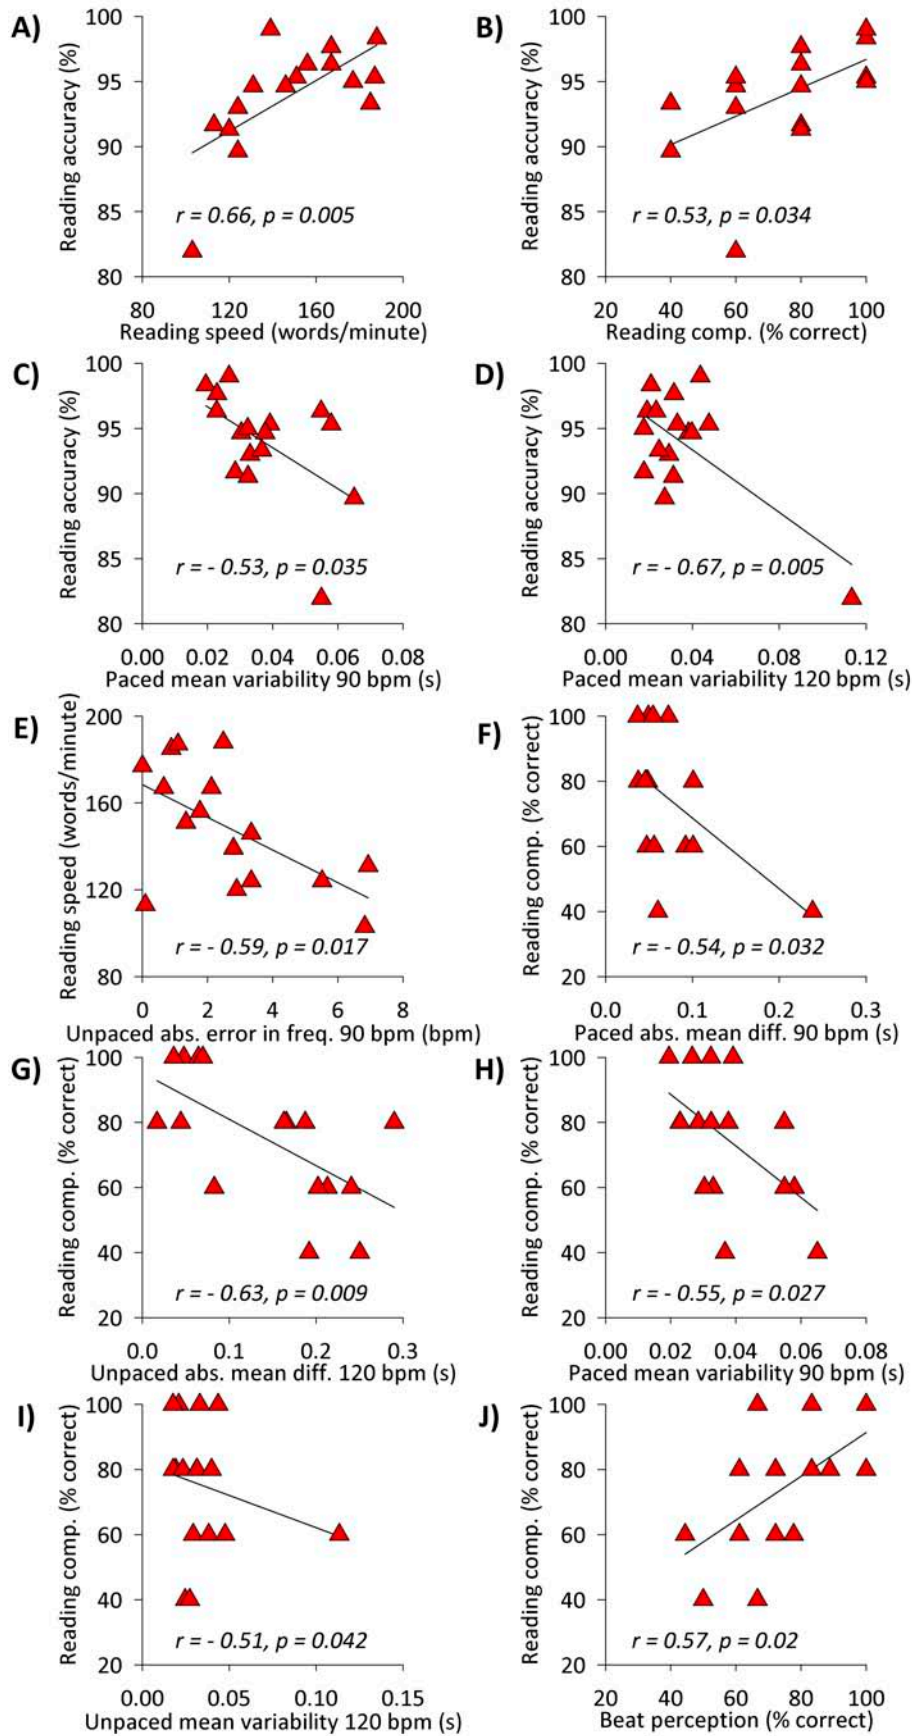 A)
Reading accuracy (%)
100
95
90
85
80
r = 0.66, p = 0.005
80 120 160 200
Reading speed (words/minute)
B)
Reading accuracy (%)
100
95
90
85
80
r = 0.53, p = 0.034
20 40 60 80 100
Reading comp. (% correct)
C)
Reading accuracy (%)
100
95
90
85
80
r = - 0.53, p = 0.035
0.00 0.02 0.04 0.06 0.08
Paced mean variability 90 bpm (s)
D)
Reading accuracy (%)
100
95
90
85
80
r = - 0.67, p = 0.005
0.00 0.04 0.08 0.12
Paced mean variability 120 bpm (s)
E)
Reading speed (words/minute)
200
160
120
80
r = - 0.59, p = 0.017
0 2 4 6 8
Unpaced abs. error in freq. 90 bpm (bpm)
F)
Reading comp. (% correct)
100
80
60
40
20
r = - 0.54, p = 0.032
0.0 0.1 0.2 0.3
Paced abs. mean diff. 90 bpm (s)
G)
Reading comp. (% correct)
100
80
60
40
20
r = - 0.63, p = 0.009
0.0 0.1 0.2 0.3
Unpaced abs. mean diff. 120 bpm (s)
H)
Reading comp. (% correct)
100
80
60
40
20
r = - 0.55, p = 0.027
0.00 0.02 0.04 0.06 0.08
Paced mean variability 90 bpm (s)
I)
Reading comp. (% correct)
100
80
60
40
20
r = - 0.51, p = 0.042
0.00 0.05 0.10 0.15
Unpaced mean variability 120 bpm (s)
J)
Reading comp. (% correct)
100
80
60
40
20
r = 0.57, p = 0.02
20 40 60 80 100
Beat perception (% correct)